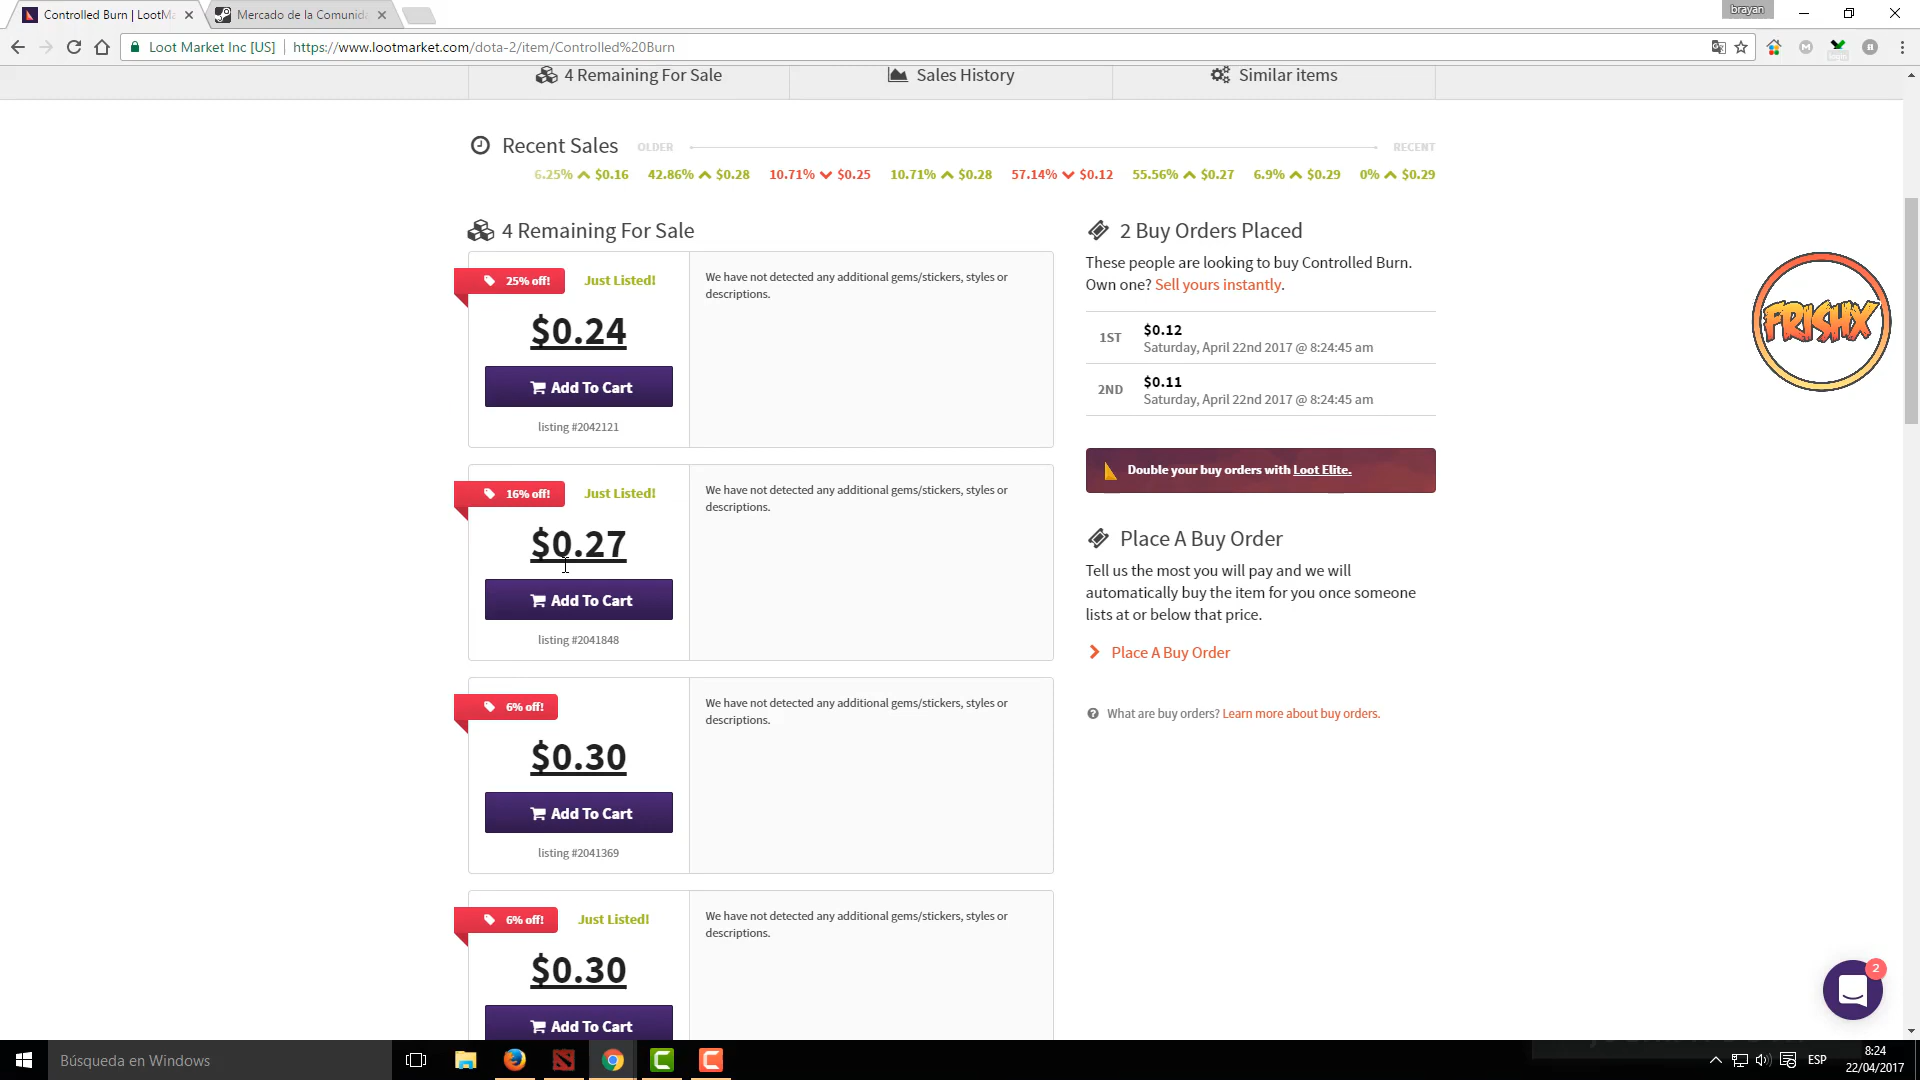 Controlled Burn | LootMa
Mercado de la Comunida
brayan
Loot Market Inc [US]
https://www.lootmarket.com/dota-2/item/Controlled%20Burn
4 Remaining For Sale
Sales History
Similar items
Recent Sales
OLDER
RECENT
6.25% $0.16
42.86% $0.28
10.71% $0.25
10.71% $0.28
57.14% $0.12
55.56% $0.27
6.9% $0.29
0% $0.29
4 Remaining For Sale
25% off!
Just Listed!
$0.24
Add To Cart
listing #2042121
We have not detected any additional gems/stickers, styles or
descriptions.
16% off!
Just Listed!
$0.27
Add To Cart
listing #2041848
We have not detected any additional gems/stickers, styles or
descriptions.
6% off!
$0.30
Add To Cart
listing #2041369
We have not detected any additional gems/stickers, styles or
descriptions.
6% off!
Just Listed!
$0.30
Add To Cart
We have not detected any additional gems/stickers, styles or
descriptions.
2 Buy Orders Placed
These people are looking to buy Controlled Burn.
Own one? Sell yours instantly.
1ST
$0.12
Saturday, April 22nd 2017 @ 8:24:45 am
2ND
$0.11
Saturday, April 22nd 2017 @ 8:24:45 am
Double your buy orders with Loot Elite.
Place A Buy Order
Tell us the most you will pay and we will
automatically buy the item for you once someone
lists at or below that price.
Place A Buy Order
What are buy orders? Learn more about buy orders.
FRISHX
2
Búsqueda en Windows
ESP
8:24
22/04/2017